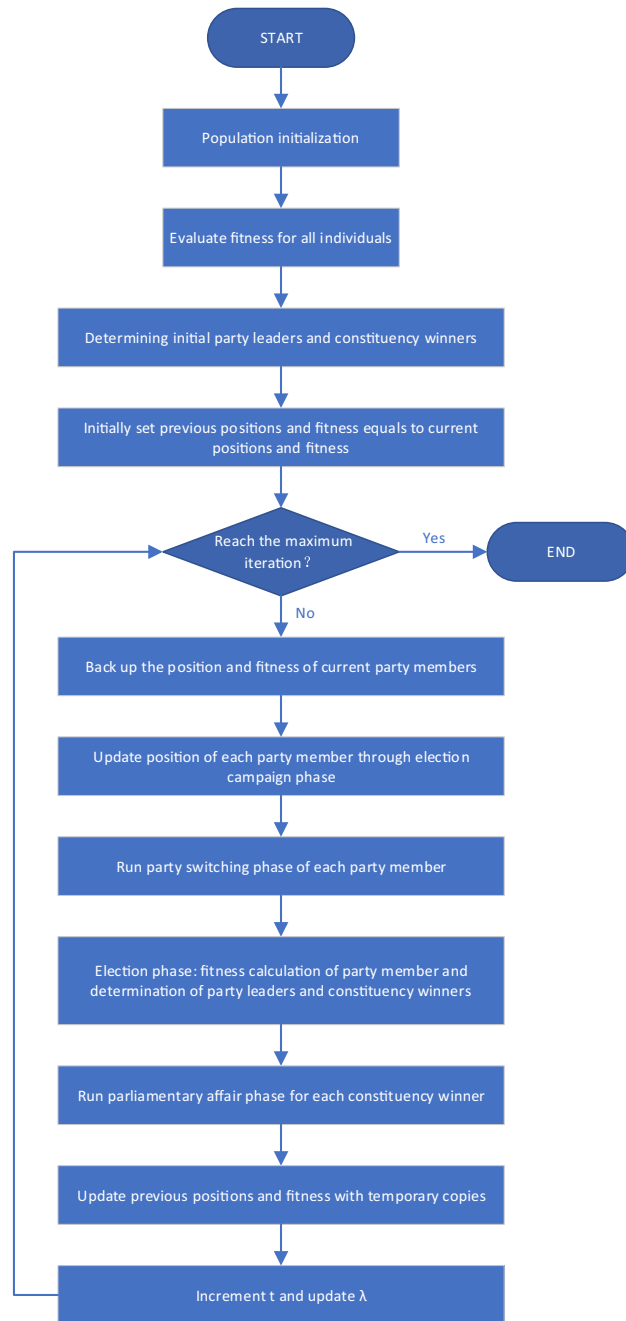 START
Population initialization
Evaluate fitness for all individuals
Determining initial party leaders and constituency winners
Initially set previous positions and fitness equals to current
positions and fitness
Reach the maximum
iteration？
Yes
END
No
Back up the position and fitness of current party members
Update position of each party member through election
campaign phase
Run party switching phase of each party member
Election phase: fitness calculation of party member and
determination of party leaders and constituency winners
Run parliamentary affair phase for each constituency winner
Update previous positions and fitness with temporary copies
Increment t and update λ